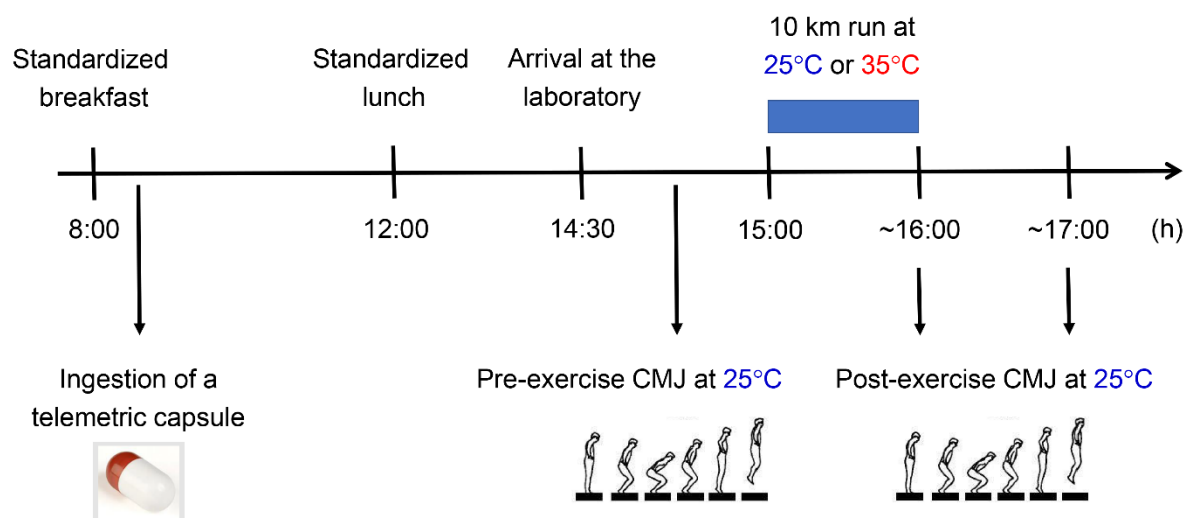 Standardized
breakfast
Standardized
lunch
Arrival at the
laboratory
10 km run at
25°C or 35°C
8:00
12:00
14:30
15:00
~16:00
~17:00
(h)
Ingestion of a
telemetric capsule
Pre-exercise CMJ at 25°C
Post-exercise CMJ at 25°C